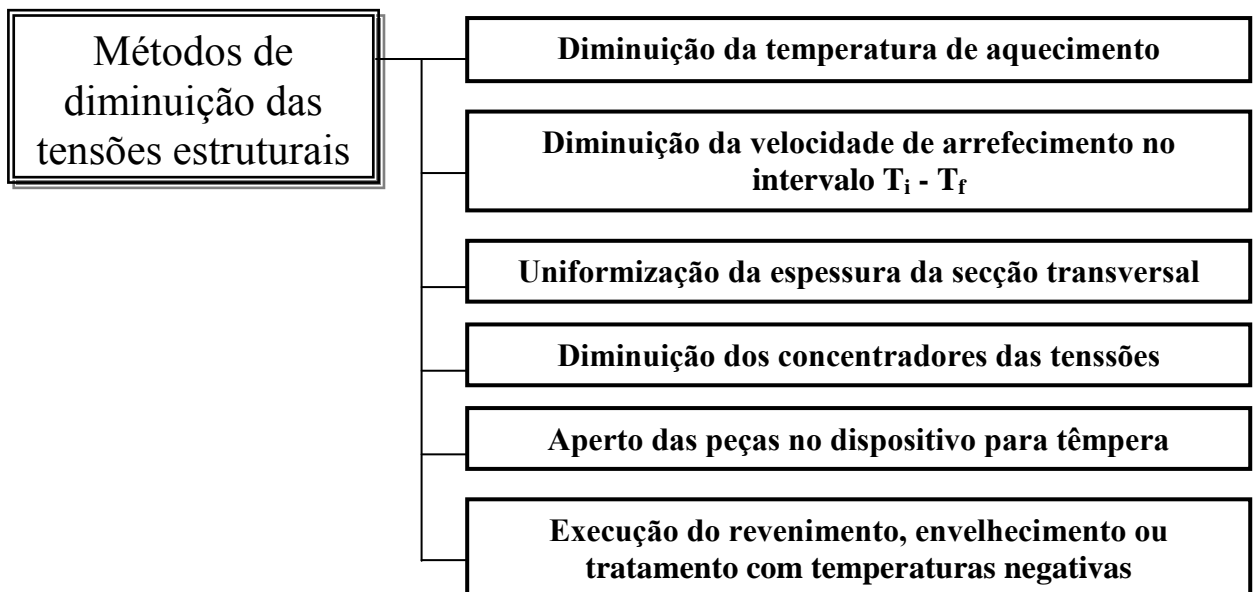 Métodos de
diminuição das
tensões estruturais
Diminuição da temperatura de aquecimento
Diminuição da velocidade de arrefecimento no
intervalo Tᵢ - T_f
Uniformização da espessura da secção transversal
Diminuição dos concentradores das tenssões
Aperto das peças no dispositivo para têmpera
Execução do revenimento, envelhecimento ou
tratamento com temperaturas negativas